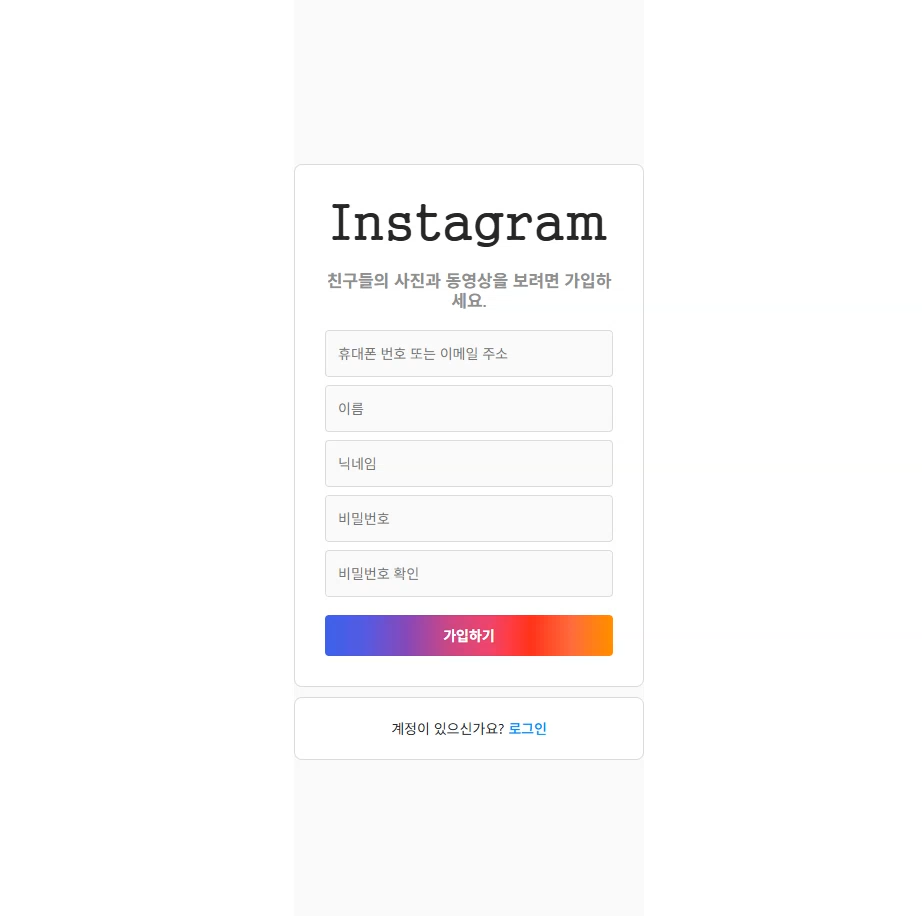 Instagram
친구들의 사진과 동영상을 보려면 가입하
세요.
휴대폰 번호 또는 이메일 주소
이름
닉네임
비밀번호
비밀번호 확인
가입하기
계정이 있으신가요? 로그인